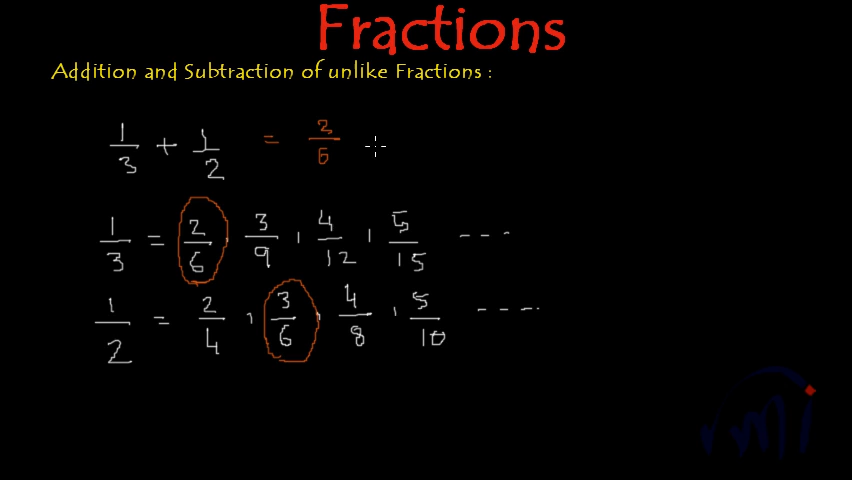 Fractions
Addition and Subtraction of unlike Fractions :
1/3 + 1/2 = 2/6
1/3 = 2/6 , 3/9 , 4/12 , 5/15 ---
1/2 = 2/4 , 3/6 , 4/8 , 5/10 ----